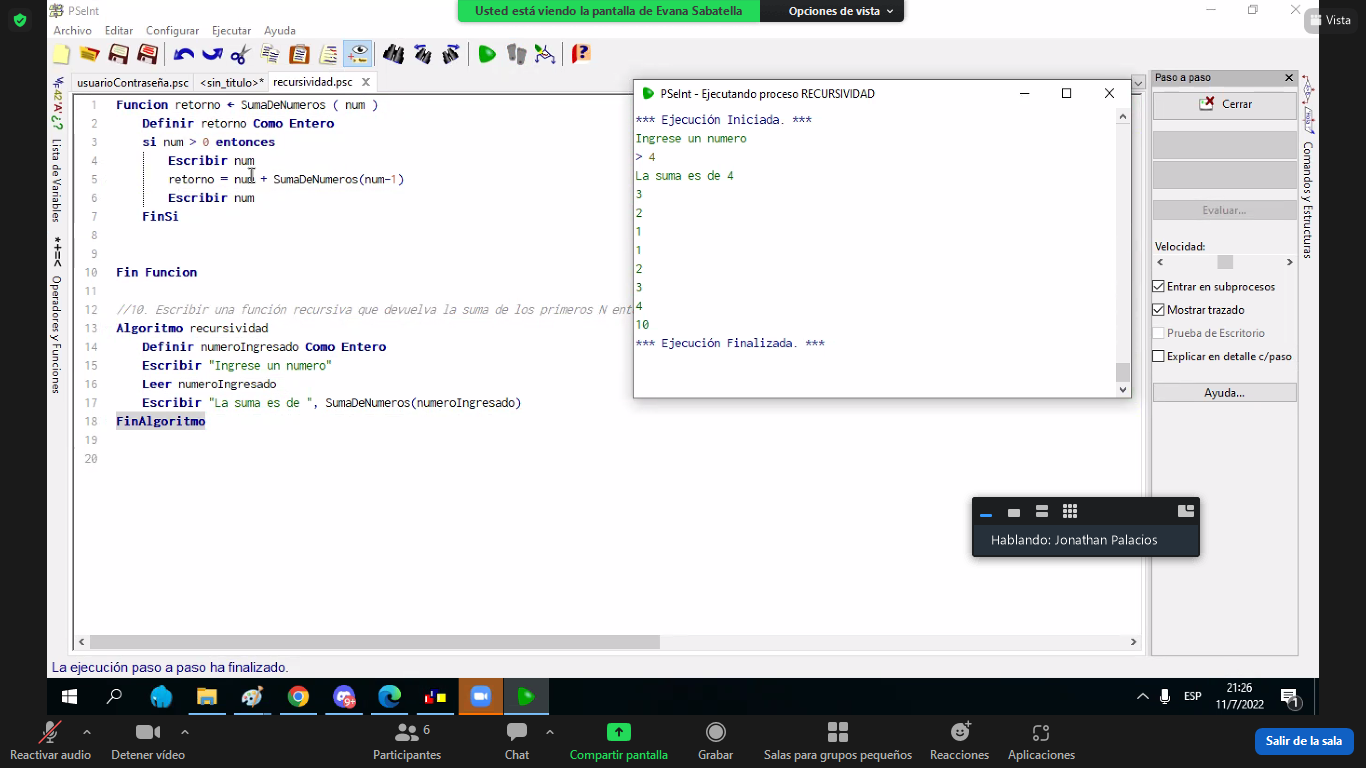 PSeInt
Usted está viendo la pantalla de Evana Sabatella
Opciones de vista
Vista
Archivo Editar Configurar Ejecutar Ayuda
usuarioContraseña.psc <sin_titulo>* recursividad.psc X
1 Funcion retorno ← SumaDeNumeros ( num )
2 Definir retorno Como Entero
3 si num > 0 entonces
4 Escribir num
5 retorno = num + SumaDeNumeros(num-1)
6 Escribir num
7 FinSi
8
9
10 Fin Funcion
11
12 //10. Escribir una función recursiva que devuelva la suma de los primeros N
13 Algoritmo recursividad
14 Definir numeroIngresado Como Entero
15 Escribir "Ingrese un numero"
16 Leer numeroIngresado
17 Escribir "La suma es de ", SumaDeNumeros(numeroIngresado)
18 FinAlgoritmo
19
20
Lista de Variables
Operadores y Funciones
PSeInt - Ejecutando proceso RECURSIVIDAD
*** Ejecución Iniciada. ***
Ingrese un numero
> 4
La suma es de 4
3
2
1
1
2
3
4
10
*** Ejecución Finalizada. ***
Paso a paso
Cerrar
Evaluar...
Velocidad:
Entrar en subprocesos
Mostrar trazado
Prueba de Escritorio
Explicar en detalle c/paso
Ayuda...
Comandos y Estructuras
Hablando: Jonathan Palacios
La ejecución paso a paso ha finalizado.
ESP
21:26
11/7/2022
1
Reactivar audio
Detener vídeo
6
Participantes
Chat
Compartir pantalla
Grabar
Salas para grupos pequeños
Reacciones
Aplicaciones
Salir de la sala